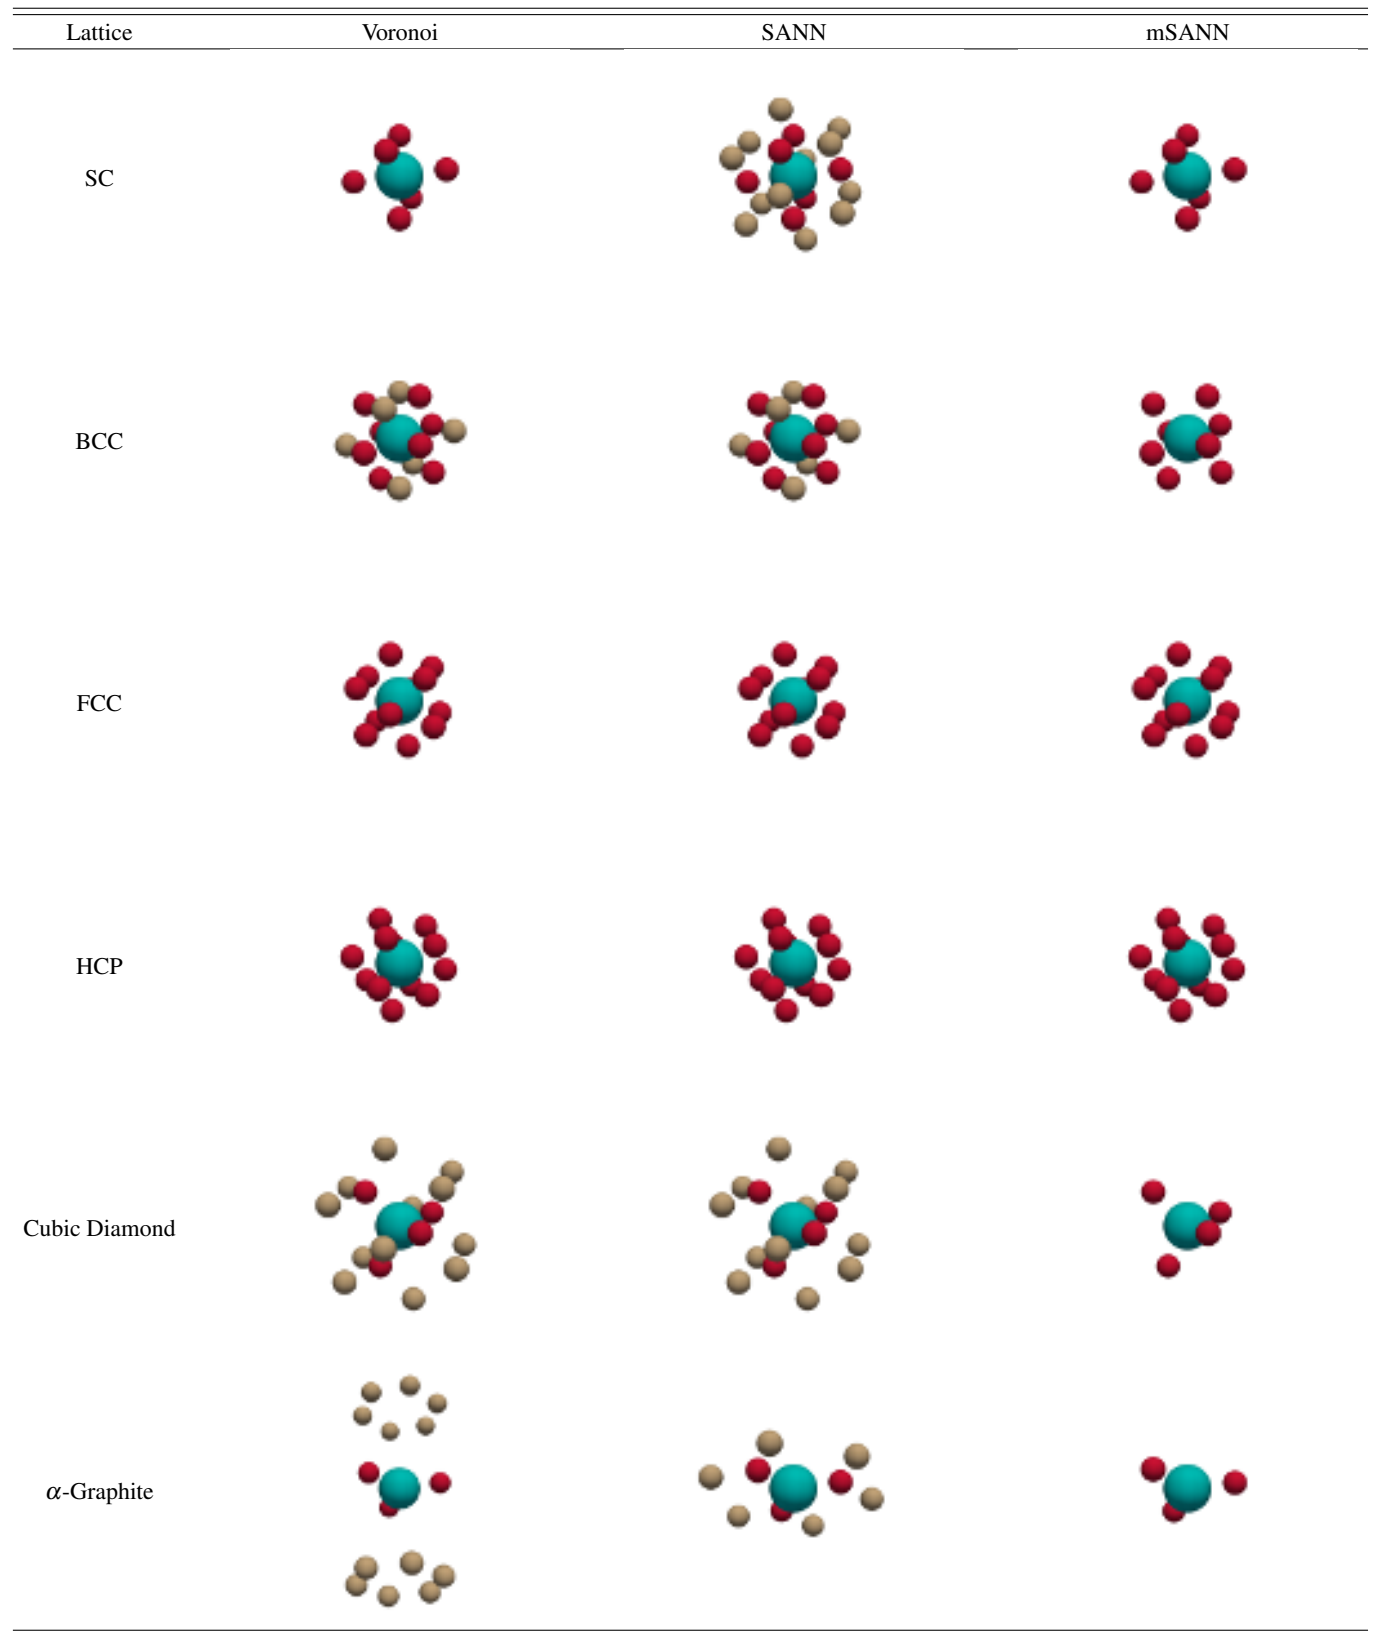 Lattice Voronoi SANN mSANN
SC
BCC
FCC
HCP
Cubic Diamond
α-Graphite